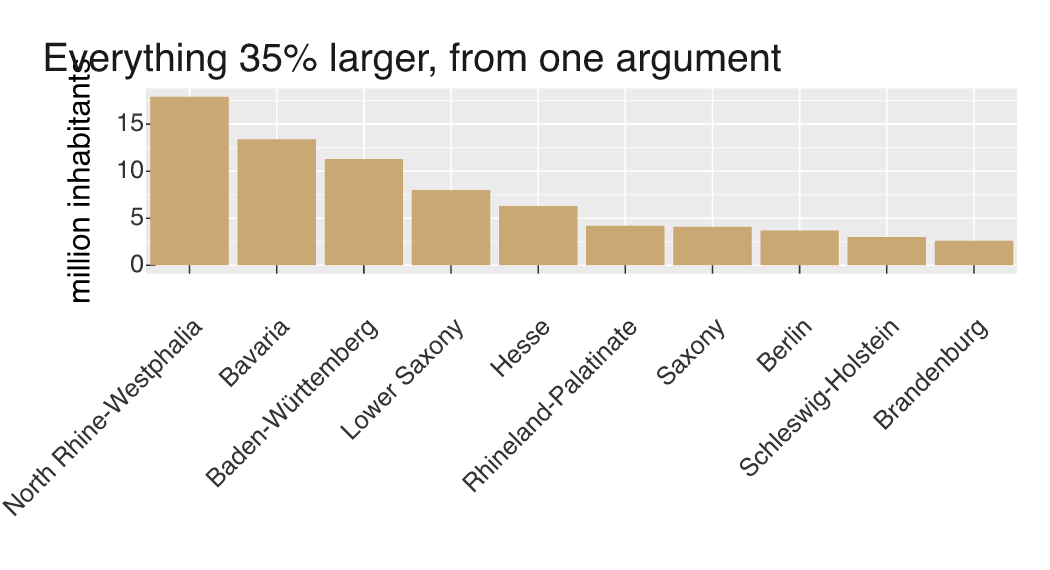 Everything 35% larger, from one argument
million inhabitants
15
10
5
0
North Rhine-Westphalia
Bavaria
Baden-Württemberg
Lower Saxony
Hesse
Rhineland-Palatinate
Saxony
Berlin
Schleswig-Holstein
Brandenburg